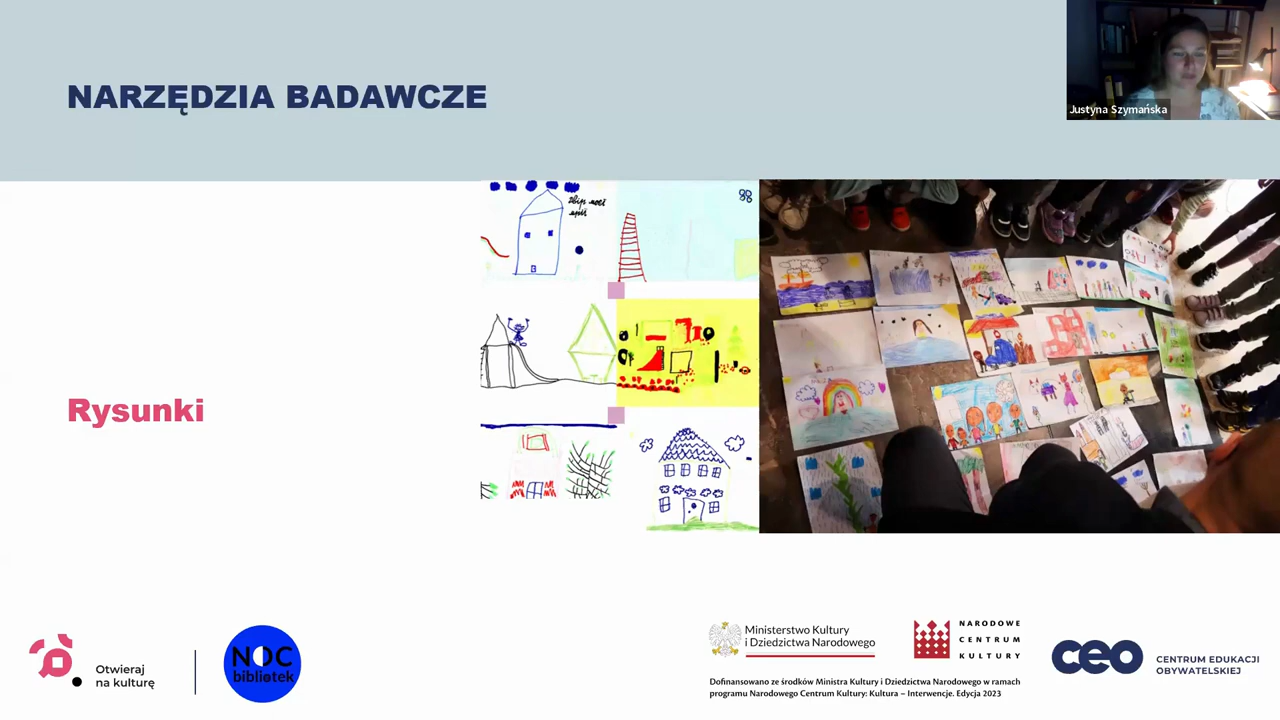 NARZĘDZIA BADAWCZE
Justyna Szymańska
Rysunki
Otwieraj
na kulturę
NOC
bibliotek
Ministerstwo Kultury
i Dziedzictwa Narodowego
NARODOWE
CENTRUM
KULTURY
Dofinansowano ze środków Ministra Kultury i Dziedzictwa Narodowego w ramach
programu Narodowego Centrum Kultury: Kultura – Interwencje. Edycja 2023
ceo
CENTRUM EDUKACJI
OBYWATELSKIEJ